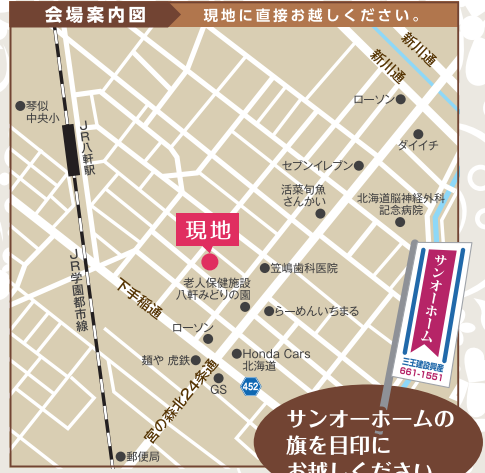 会場案内図
現地に直接お越しください。
新川通
新川通
ローソン
琴似
中央小
JR八軒駅
ダイイチ
セブンイレブン
活菜旬魚
さんかい
北海道脳神経外科
記念病院
現地
サンオーホーム
三王建設興産
661-1551
笠嶋歯科医院
JR学園都市線
老人保健施設
八軒みどりの園
下手稲通
らーめんいちまる
ローソン
麺や 虎鉄
Honda Cars
北海道
宮の森北24条通
GS
452
郵便局
サンオーホームの
旗を目印に
お越しください